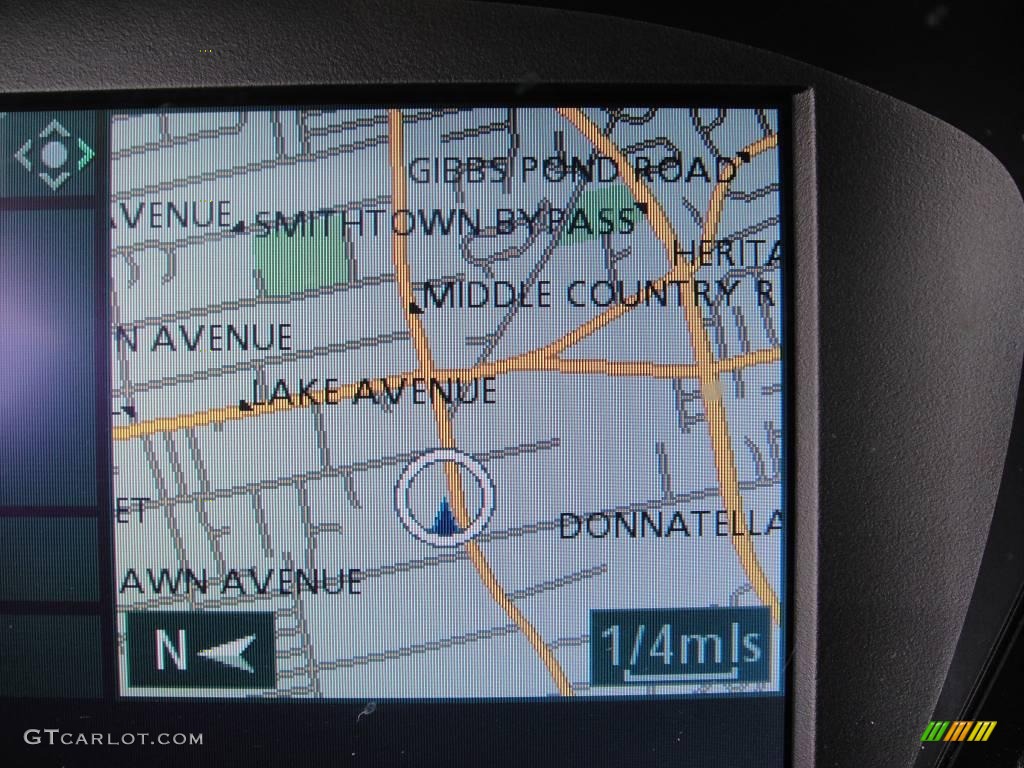 GIBBS POND ROAD
AVENUE
SMITHTOWN BYPASS
HERITA
MIDDLE COUNTRY R
N AVENUE
LAKE AVENUE
ET
DONNATELLA
AWN AVENUE
N
1/4mls
GTCARLOT.COM